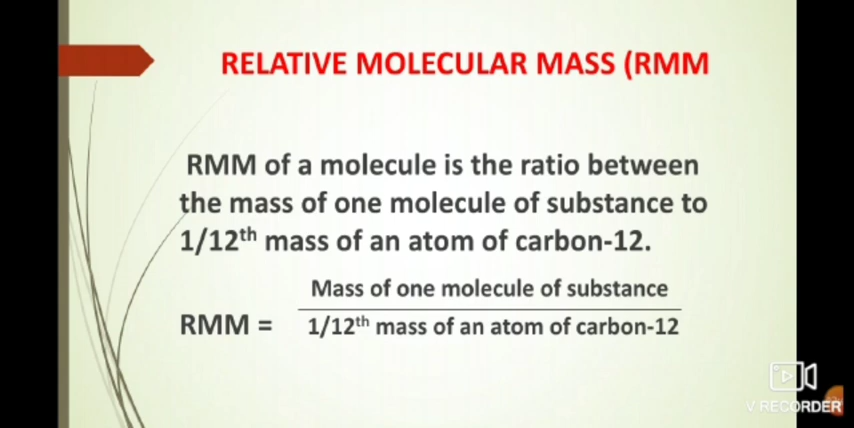 RELATIVE MOLECULAR MASS (RMM
RMM of a molecule is the ratio between
the mass of one molecule of substance to
1/12th mass of an atom of carbon-12.
Mass of one molecule of substance
RMM =
1/12th mass of an atom of carbon-12
V RECORDER